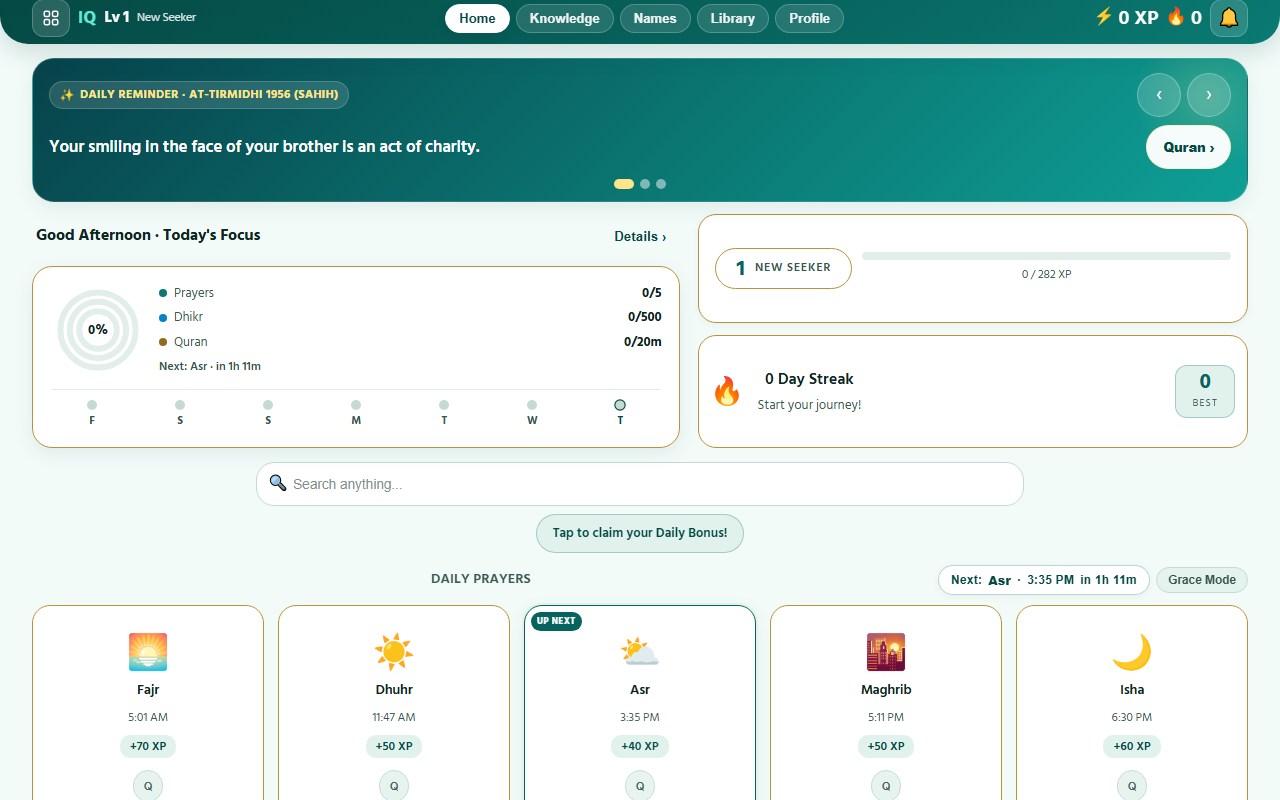 IQ Lv 1 New Seeker
Home Knowledge Names Library Profile
0 XP 0
DAILY REMINDER · AT-TIRMIDHI 1956 (SAHIH)
‹ ›
Your smiling in the face of your brother is an act of charity.
Quran ›
Good Afternoon · Today's Focus
Details ›
0%
Prayers 0/5
Dhikr 0/500
Quran 0/20m
Next: Asr · in 1h 11m
F S S M T W T
1 NEW SEEKER
0 / 282 XP
0 Day Streak
Start your journey!
0
BEST
Search anything...
Tap to claim your Daily Bonus!
DAILY PRAYERS
Next: Asr · 3:35 PM in 1h 11m
Grace Mode
UP NEXT
Fajr Dhuhr Asr Maghrib Isha
5:01 AM 11:47 AM 3:35 PM 5:11 PM 6:30 PM
+70 XP +50 XP +40 XP +50 XP +60 XP
Q Q Q Q Q